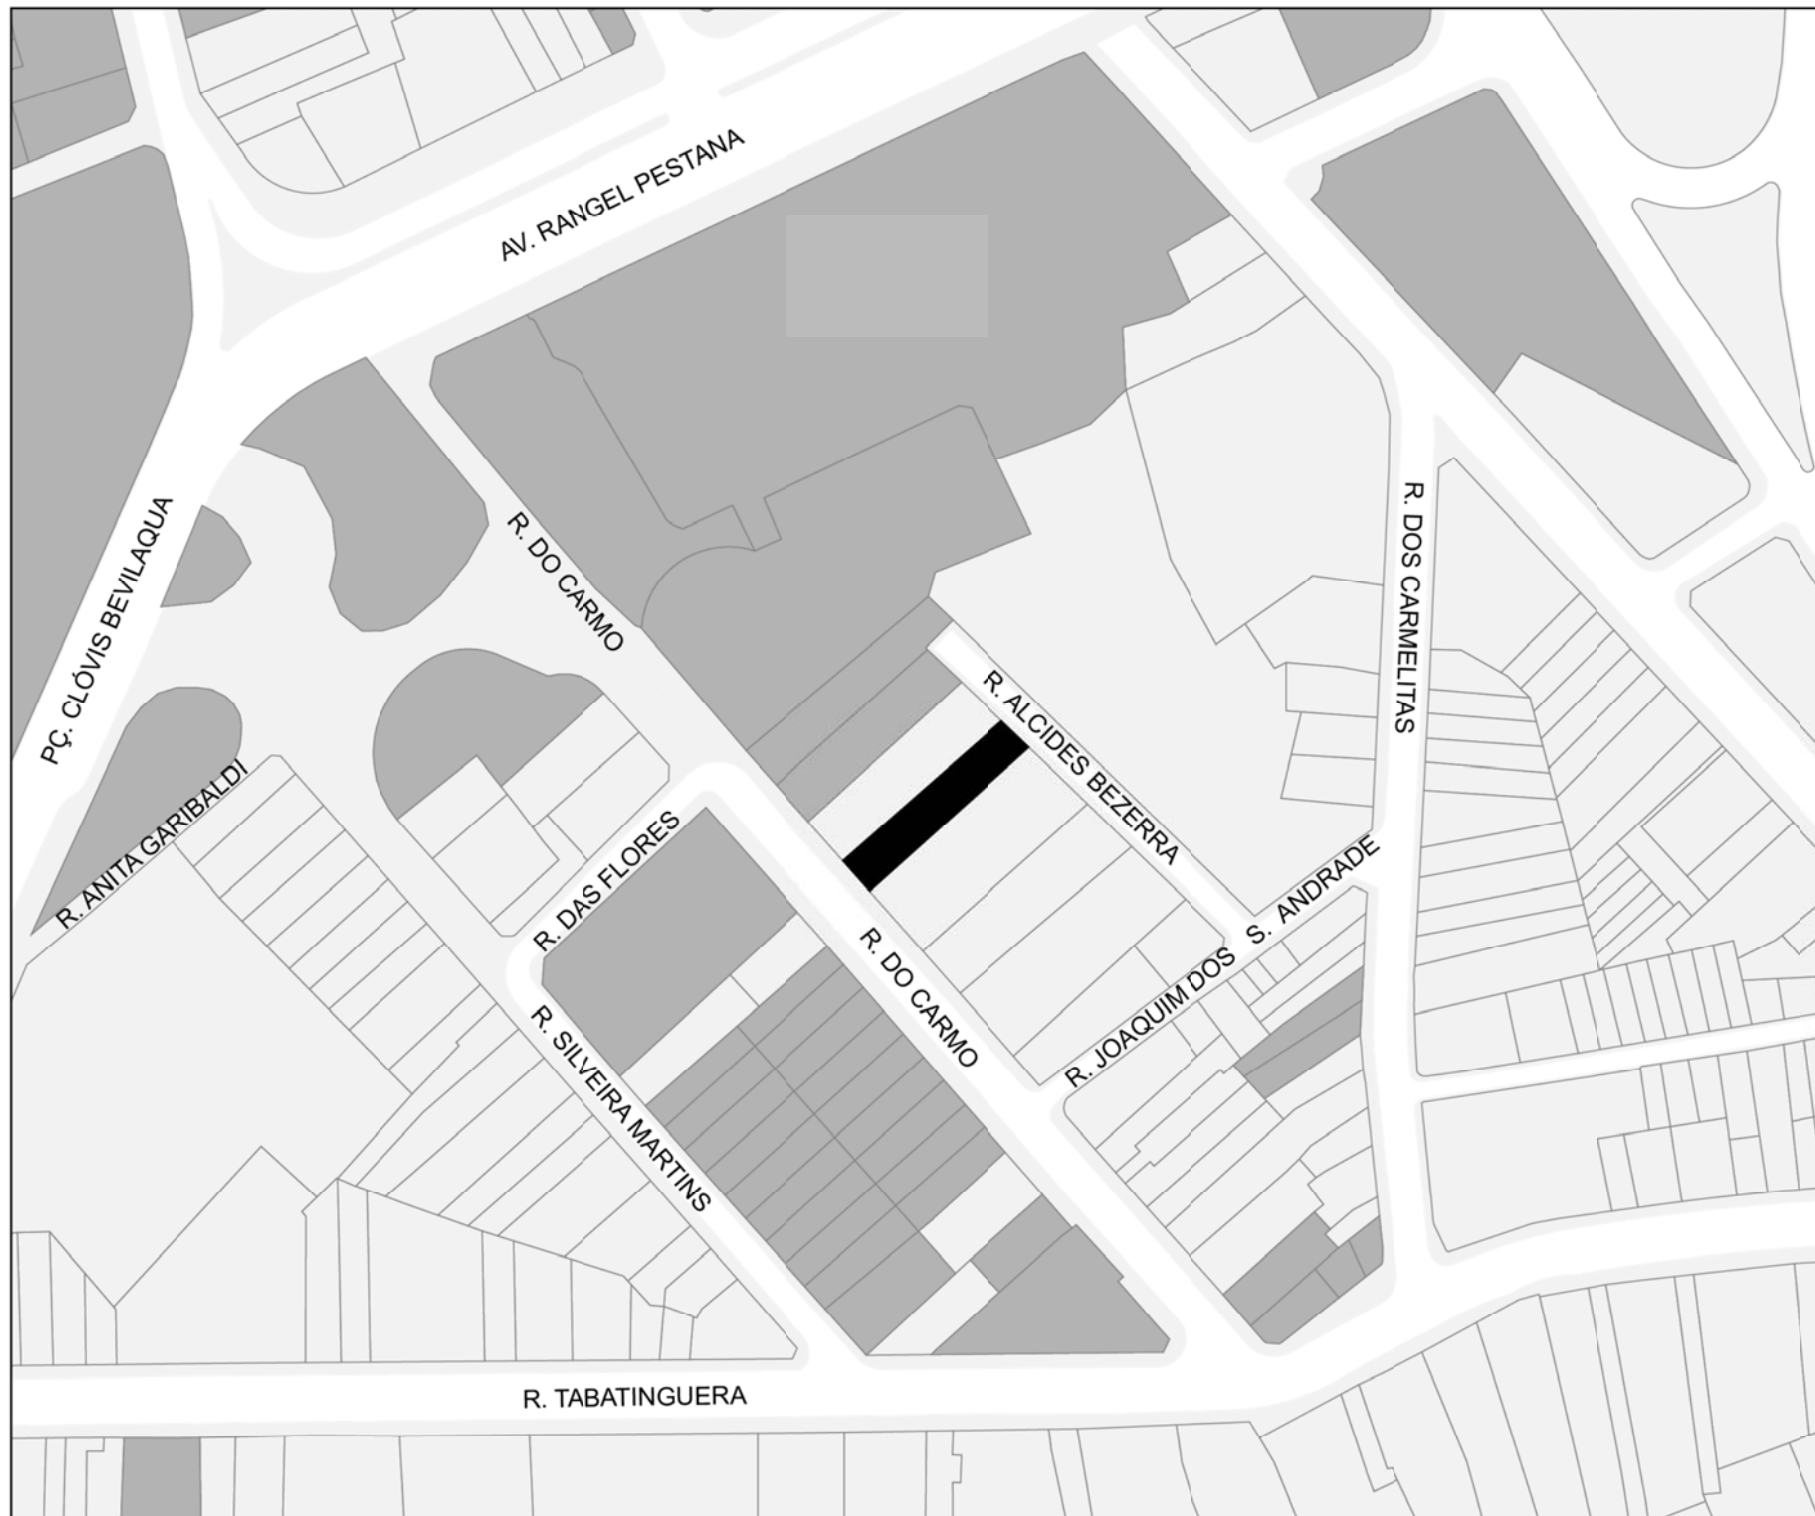 AV. RANGEL PESTANA
PÇ. CLÓVIS BEVILAQUA
R. DO CARMO
R. DOS CARMELITAS
R. ALCIDES BEZERRA
R. ANITA GARIBALDI
R. DAS FLORES
R. JOAQUIM DOS S. ANDRADE
R. DO CARMO
R. SILVEIRA MARTINS
R. TABATINGUERA